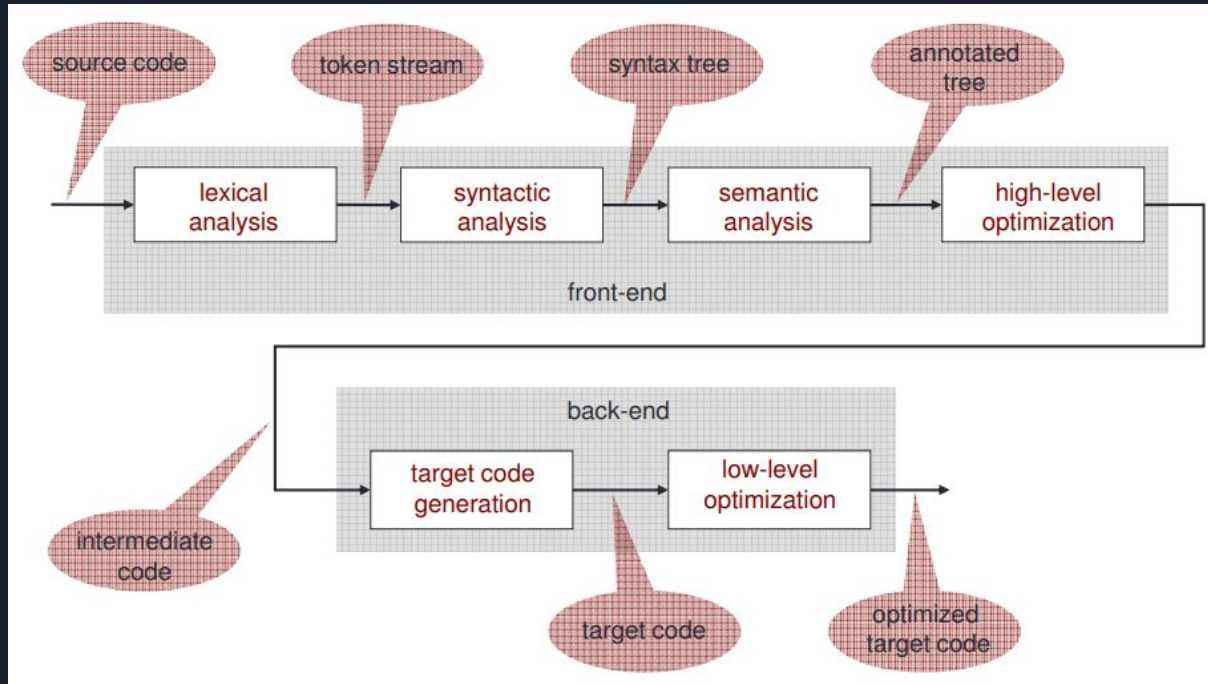 source code
token stream
syntax tree
annotated
tree
lexical
analysis
syntactic
analysis
semantic
analysis
high-level
optimization
front-end
back-end
target code
generation
low-level
optimization
intermediate
code
target code
optimized
target code